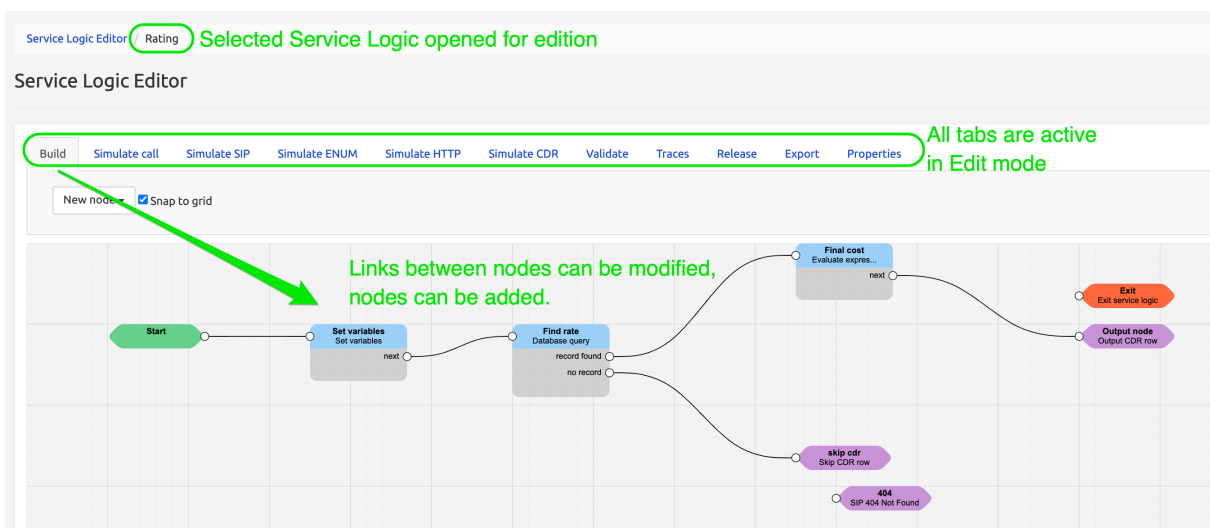 Service Logic Editor / Rating Selected Service Logic opened for edition
Service Logic Editor
All tabs are active
in Edit mode
Build Simulate call Simulate SIP Simulate ENUM Simulate HTTP Simulate CDR Validate Traces Release Export Properties
New node Snap to grid
Links between nodes can be modified,
nodes can be added.
Start
Set variables
Set variables
next
Find rate
Database query
record found
no record
Final cost
Evaluate expres...
next
Exit
Exit service logic
Output node
Output CDR row
skip cdr
Skip CDR row
404
SIP 404 Not Found